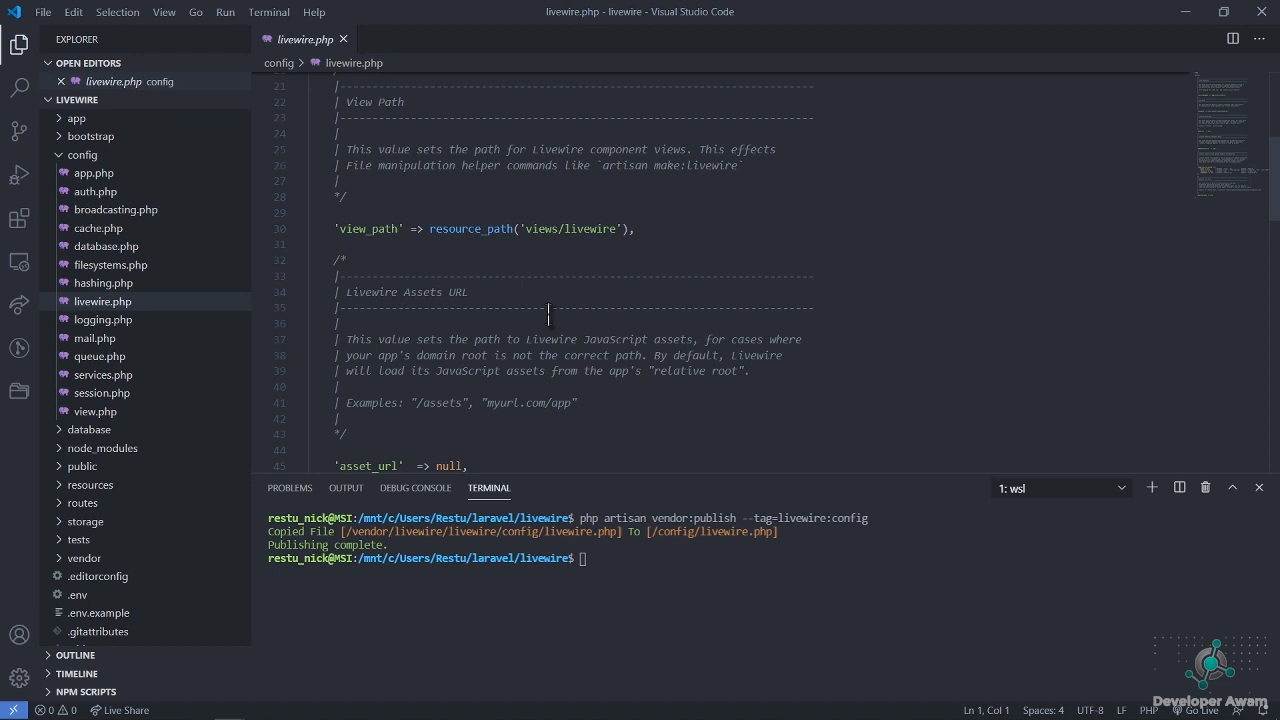 File Edit Selection View Go Run Terminal Help
livewire.php - livewire - Visual Studio Code
EXPLORER
OPEN EDITORS
livewire.php config
LIVEWIRE
app
bootstrap
config
app.php
auth.php
broadcasting.php
cache.php
database.php
filesystems.php
hashing.php
livewire.php
logging.php
mail.php
queue.php
services.php
session.php
view.php
database
node_modules
public
resources
routes
storage
tests
vendor
.editorconfig
.env
.env.example
.gitattributes
OUTLINE
TIMELINE
NPM SCRIPTS
livewire.php
config > livewire.php
21 |--------------------------------------------------------------------------
22 | View Path
23 |--------------------------------------------------------------------------
24 |
25 | This value sets the path for Livewire component views. This effects
26 | File manipulation helper commands like `artisan make:livewire`
27 |
28 */
29
30 'view_path' => resource_path('views/livewire'),
31
32 /*
33 |--------------------------------------------------------------------------
34 | Livewire Assets URL
35 |--------------------------------------------------------------------------
36 |
37 | This value sets the path to Livewire JavaScript assets, for cases where
38 | your app's domain root is not the correct path. By default, Livewire
39 | will load its JavaScript assets from the app's "relative root".
40 |
41 | Examples: "/assets", "myurl.com/app"
42 |
43 */
44
45 'asset_url' => null,
PROBLEMS OUTPUT DEBUG CONSOLE TERMINAL
1: wsl
restu_nick@MSI:/mnt/c/Users/Restu/laravel/livewire$ php artisan vendor:publish --tag=livewire:config
Copied File [/vendor/livewire/livewire/config/livewire.php] To [/config/livewire.php]
Publishing complete.
restu_nick@MSI:/mnt/c/Users/Restu/laravel/livewire$
Developer Awam
0 0 Live Share
Ln 1, Col 1 Spaces: 4 UTF-8 LF PHP Go Live